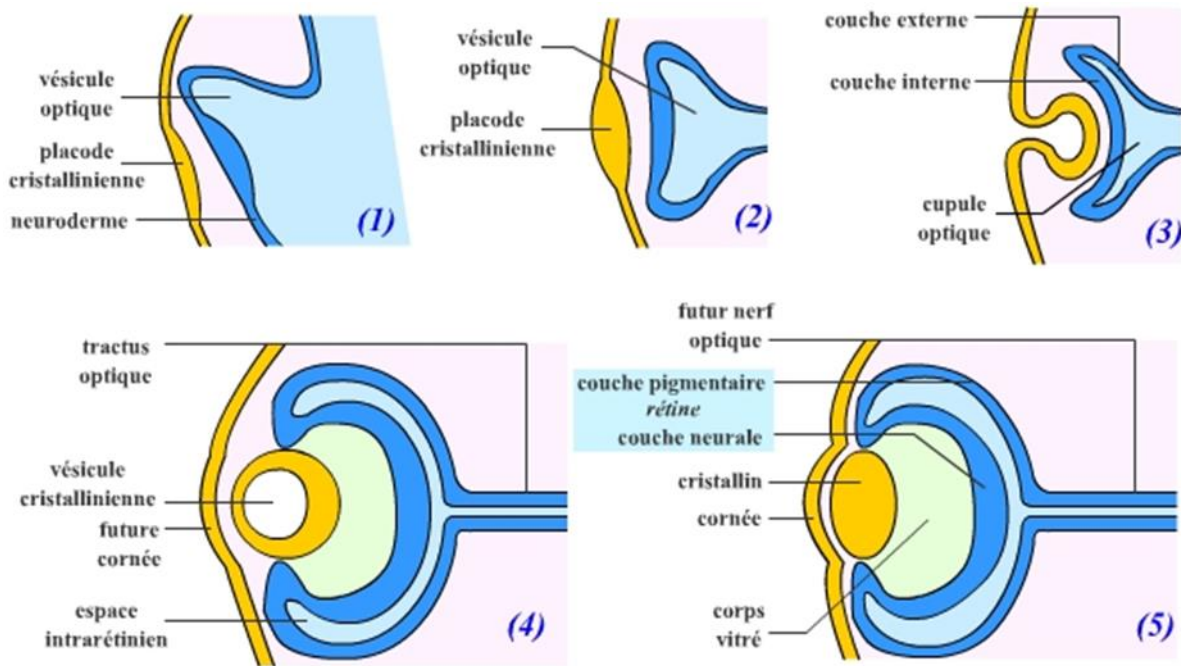 vésicule
optique
placode
cristallinienne
neuroderme
(1)
vésicule
optique
placode
cristallinienne
(2)
couche externe
couche interne
cupule
optique
(3)
tractus
optique
vésicule
cristallinienne
future
cornée
espace
intrarétinien
(4)
futur nerf
optique
couche pigmentaire
rétine
couche neurale
cristallin
cornée
corps
vitré
(5)